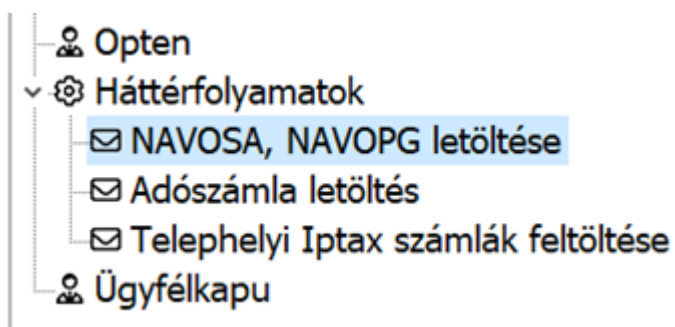 Opten
Háttérfolyamatok
NAVOSA, NAVOPG letöltése
Adószámla letöltés
Telephelyi Iptax számlák feltöltése
Ügyfélkapu